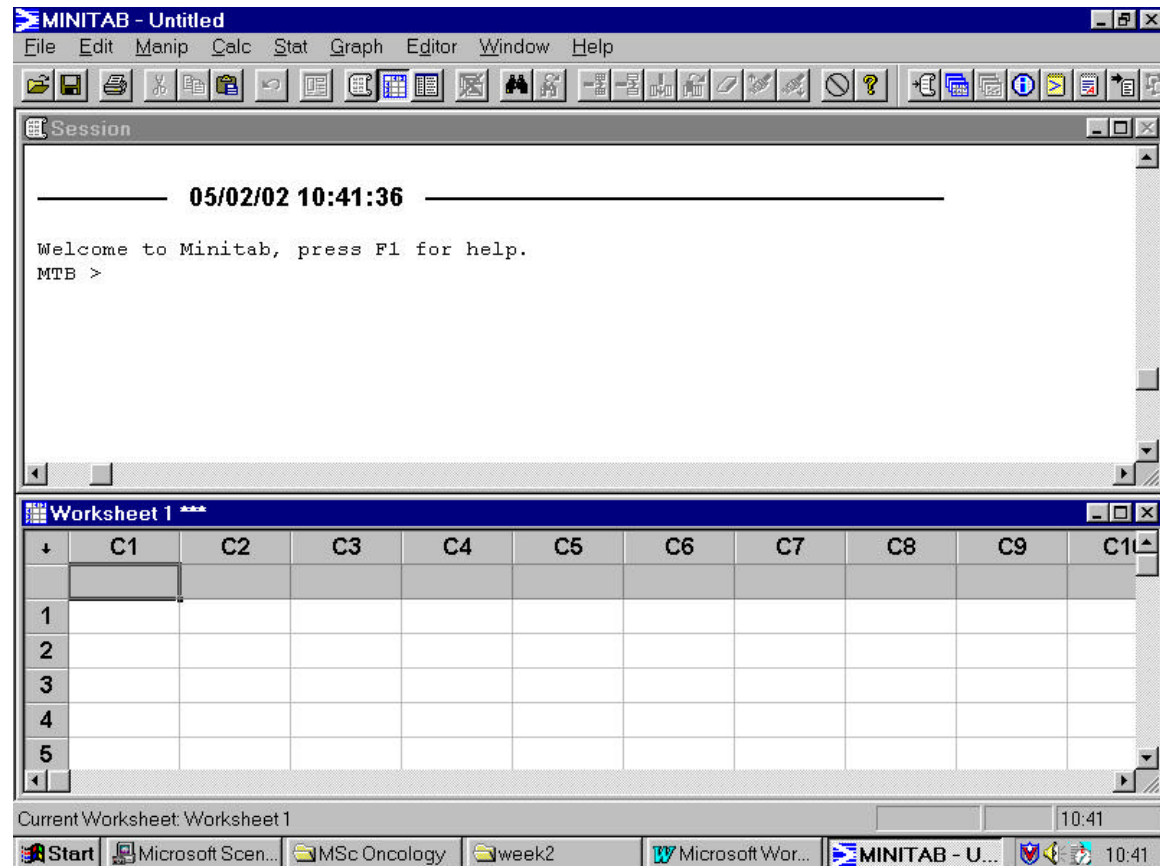 MINITAB - Untitled
File Edit Manip Calc Stat Graph Editor Window Help
Session
05/02/02 10:41:36
Welcome to Minitab, press F1 for help.
MTB >
Worksheet 1 ***
C1 C2 C3 C4 C5 C6 C7 C8 C9
1
2
3
4
5
Current Worksheet: Worksheet 1 10:41
Start Microsoft Scen... MSc Oncology week2 Microsoft Wor... MINITAB - U... 10:41